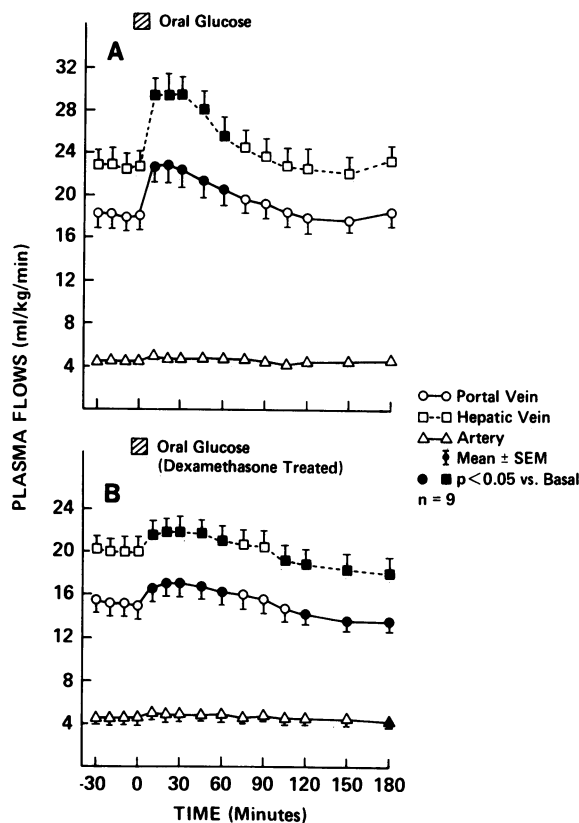 Oral Glucose
A
32
28
24
20
16
12
8
4
PLASMA FLOWS (ml/kg/min)
Portal Vein
Hepatic Vein
Artery
Mean ± SEM
p<0.05 vs. Basal
n = 9
Oral Glucose
(Dexamethasone Treated)
B
24
20
16
12
8
4
-30 0 30 60 90 120 150 180
TIME (Minutes)